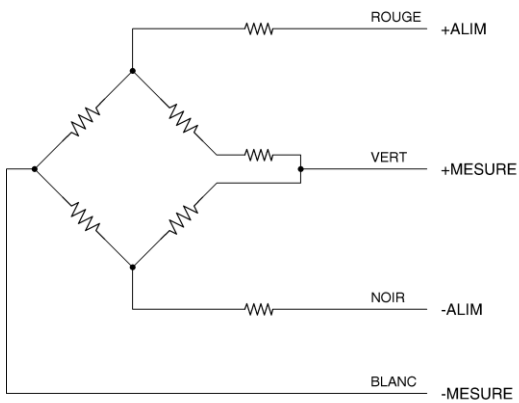 ROUGE +ALIM
VERT +MESURE
NOIR -ALIM
BLANC -MESURE